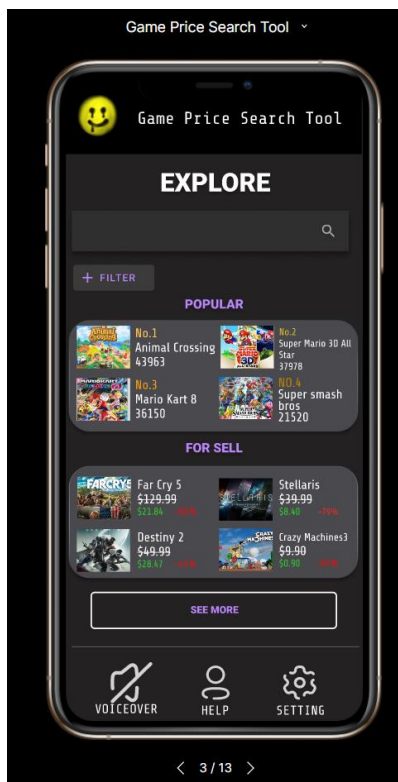 Game Price Search Tool
Game Price Search Tool
EXPLORE
+ FILTER
POPULAR
No.1
Animal Crossing
43963
No.2
Super Mario 3D All
Star
37978
No.3
Mario Kart 8
36150
NO.4
Super smash
bros
21520
FOR SELL
FARCRY5
Far Cry 5
$129.99
$21.84
STELLARIS
Stellaris
$39.99
$8.40 -79%
Destiny 2
$49.99
$28.47
Crazy Machines3
$9.90
$0.90
SEE MORE
VOICEOVER
HELP
SETTING
< 3 / 13 >